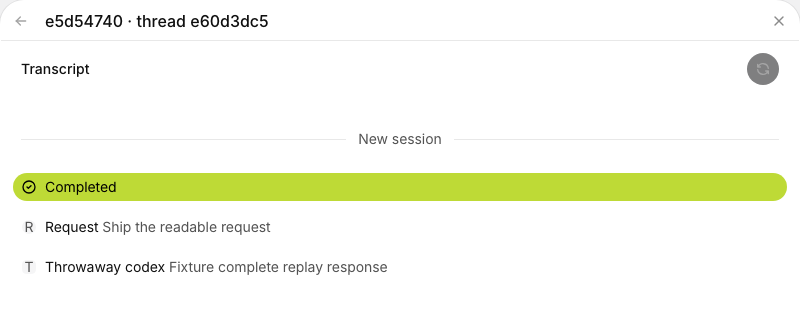 e5d54740 · thread e60d3dc5
Transcript
New session
Completed
R Request Ship the readable request
T Throwaway codex Fixture complete replay response